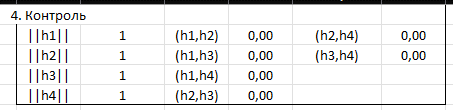 4. Контроль
||h1|| 1 (h1,h2) 0,00 (h2,h4) 0,00
||h2|| 1 (h1,h3) 0,00 (h3,h4) 0,00
||h3|| 1 (h1,h4) 0,00
||h4|| 1 (h2,h3) 0,00